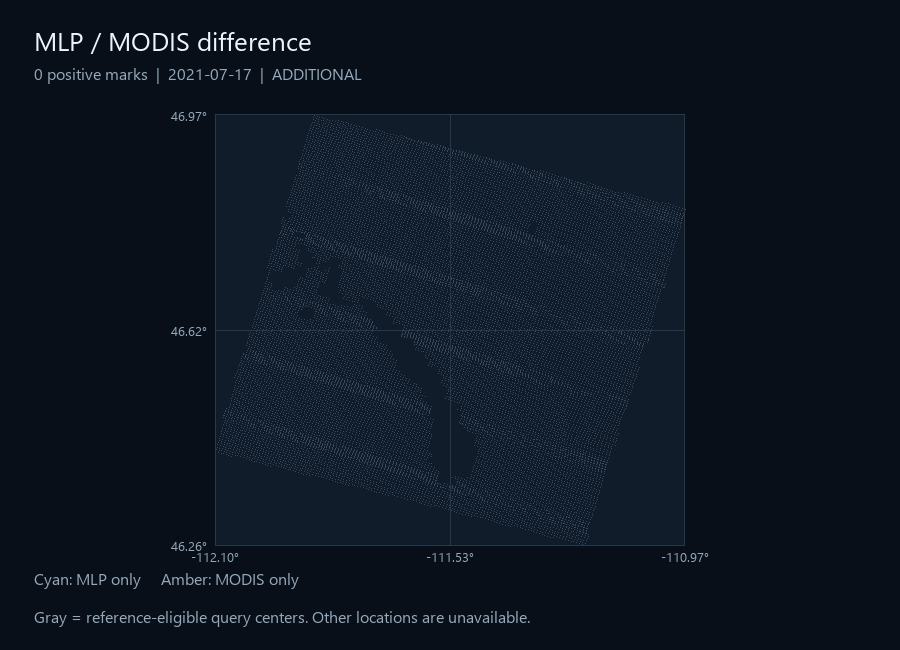 MLP / MODIS difference
0 positive marks | 2021-07-17 | ADDITIONAL
46.97°
46.62°
46.26°
-112.10°
-111.53°
-110.97°
Cyan: MLP only Amber: MODIS only
Gray = reference-eligible query centers. Other locations are unavailable.